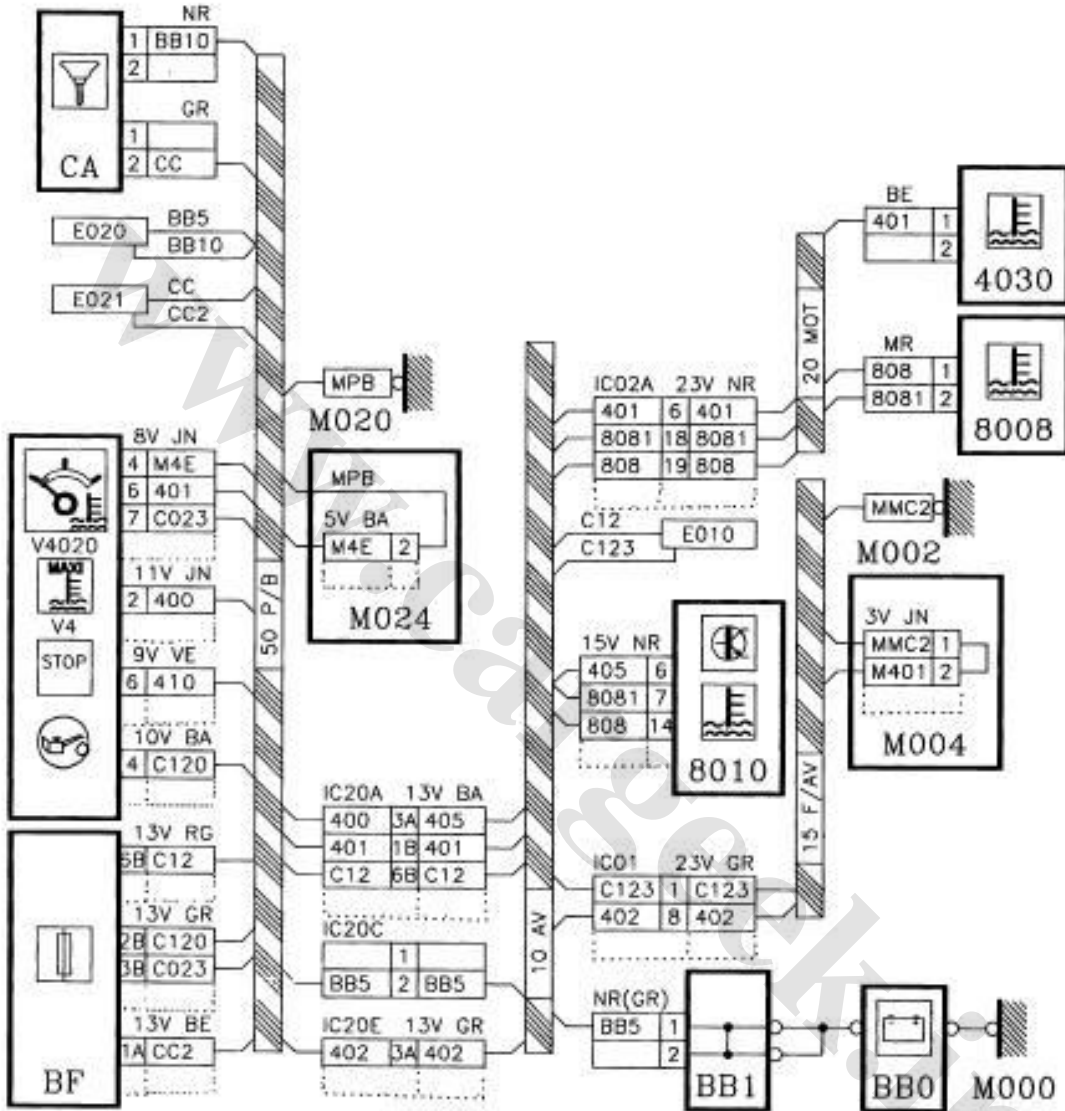 NR
1 BB10
2
GR
1
2 CC
CA
E020 BB5
BB10
E021 CC
CC2
MPB
M020
8V JN
4 M4E
6 401
7 C023
V4020
MAXI
V4
11V JN
2 400
STOP
9V VE
6 410
10V BA
4 C120
MPB
5V BA
M4E 2
M024
50 P/B
13V RG
6B C12
13V GR
2B C120
3B C023
13V BE
1A CC2
BF
IC20A 13V BA
400 3A 405
401 1B 401
C12 6B C12
IC20C
1
BB5 2 BB5
IC20E 13V GR
402 3A 402
10 AV
IC02A 23V NR
401 6 401
8081 18 8081
808 19 808
C12
C123
E010
15V NR
405 6
8081 7
808 14
8010
IC01 23V GR
C123 1 C123
402 8 402
20 MOT
BE
401 1
2
4030
MR
808 1
8081 2
8008
MMC2
M002
3V JN
MMC2 1
M401 2
M004
15 F/AV
NR(GR)
BB5 1
2
BB1
BB0
M000